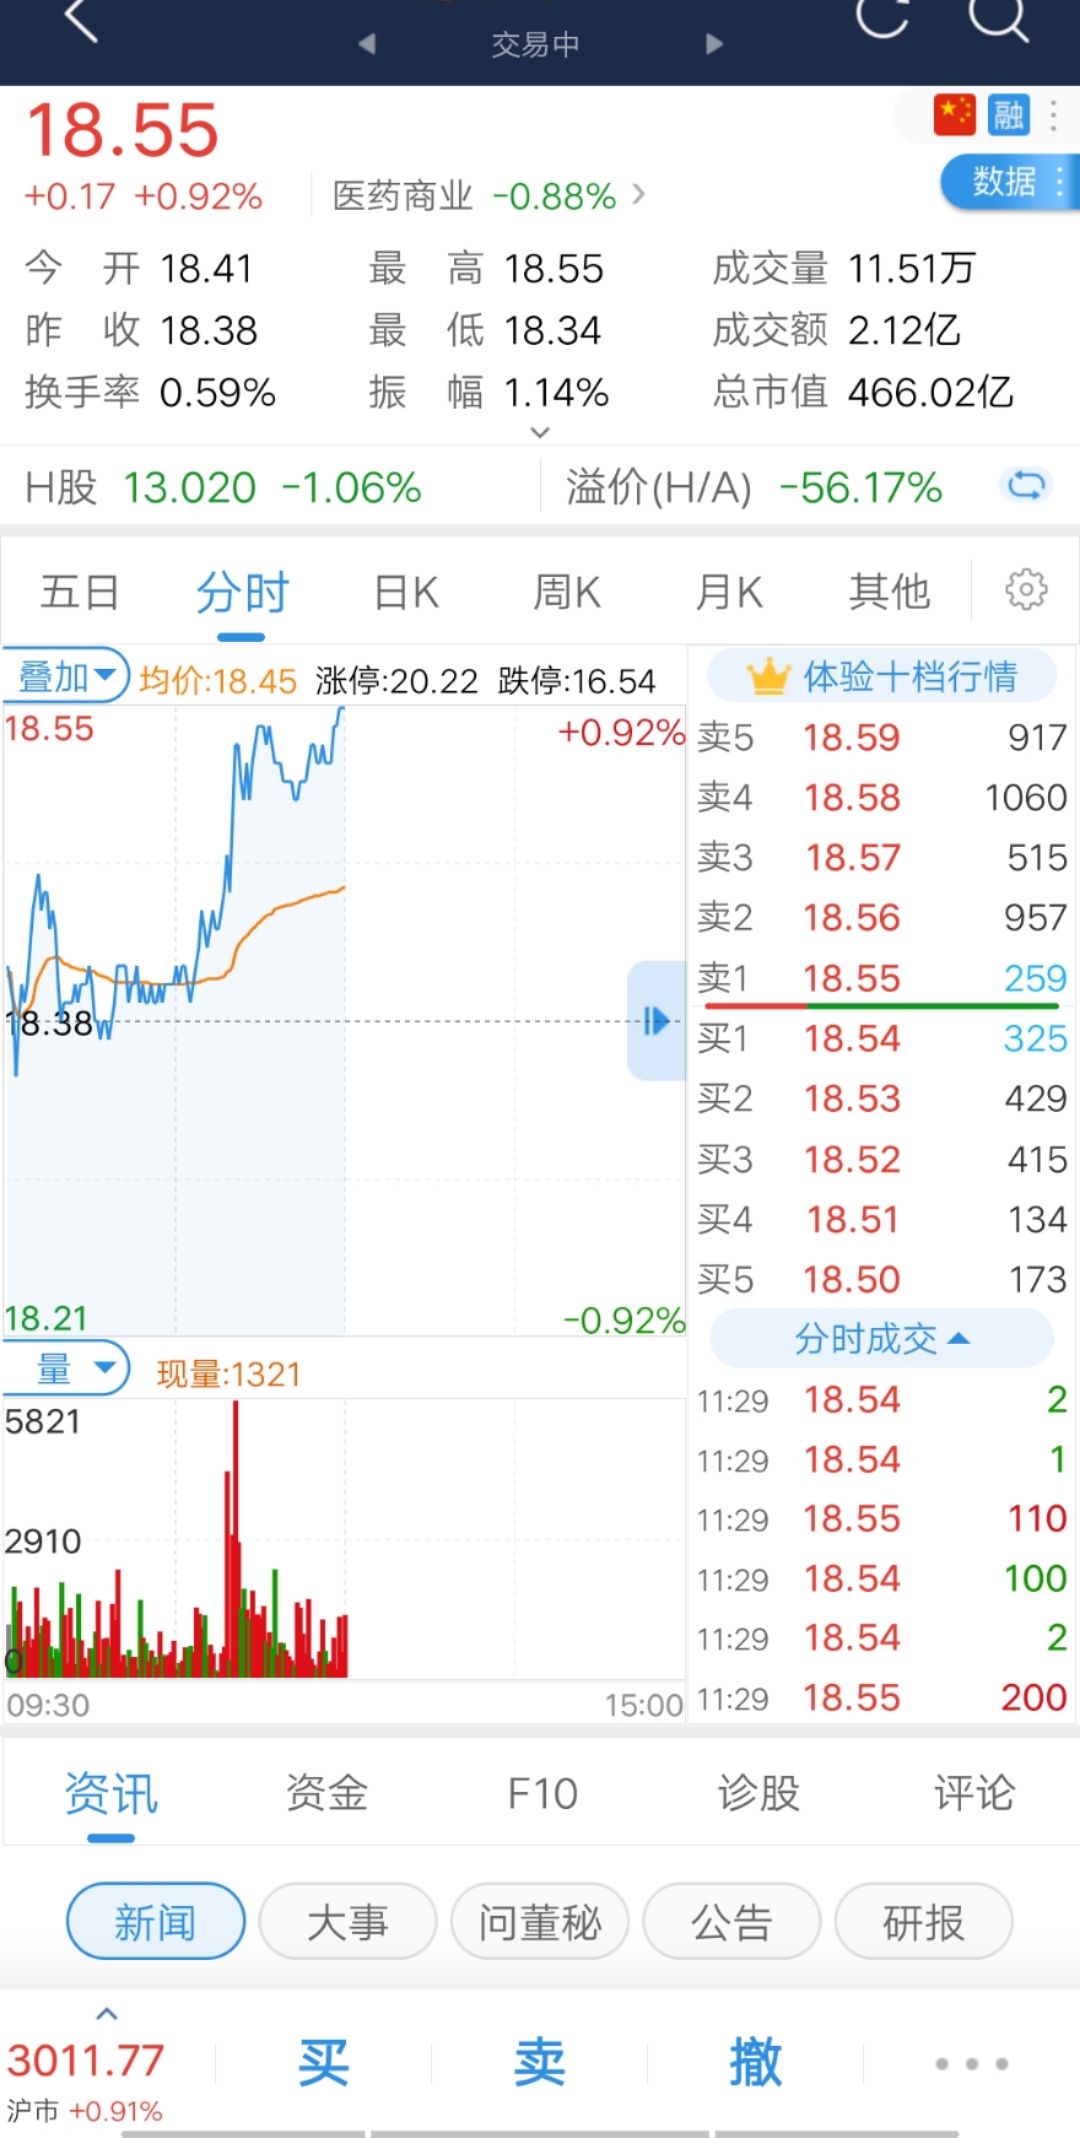 交易中
18.55
融
+0.17 +0.92% 医药商业 -0.88%
数据
今开 18.41 最高 18.55 成交量 11.51万
昨收 18.38 最低 18.34 成交额 2.12亿
换手率 0.59% 振幅 1.14% 总市值 466.02亿
H股 13.020 -1.06% 溢价(H/A) -56.17%
五日 分时 日K 周K 月K 其他
叠加 均价:18.45 涨停:20.22 跌停:16.54
体验十档行情
18.55 +0.92%
18.38
18.21 -0.92%
卖5 18.59 917
卖4 18.58 1060
卖3 18.57 515
卖2 18.56 957
卖1 18.55 259
买1 18.54 325
买2 18.53 429
买3 18.52 415
买4 18.51 134
买5 18.50 173
量 现量:1321
5821
2910
0
09:30 15:00
分时成交
11:29 18.54 2
11:29 18.54 1
11:29 18.55 110
11:29 18.54 100
11:29 18.54 2
11:29 18.55 200
资讯 资金 F10 诊股 评论
新闻 大事 问董秘 公告 研报
3011.77 买 卖 撤
沪市 +0.91%